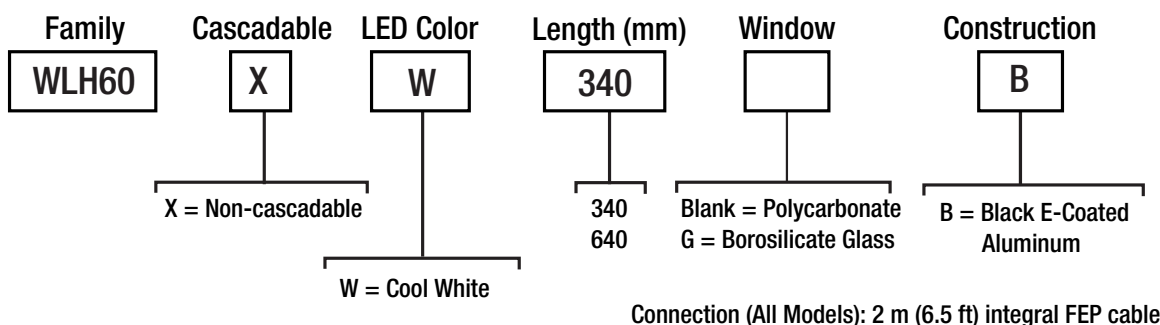 Family Cascadable LED Color Length (mm) Window Construction
WLH60 X W 340 B
X = Non-cascadable
340
640
Blank = Polycarbonate
G = Borosilicate Glass
B = Black E-Coated
Aluminum
W = Cool White
Connection (All Models): 2 m (6.5 ft) integral FEP cable